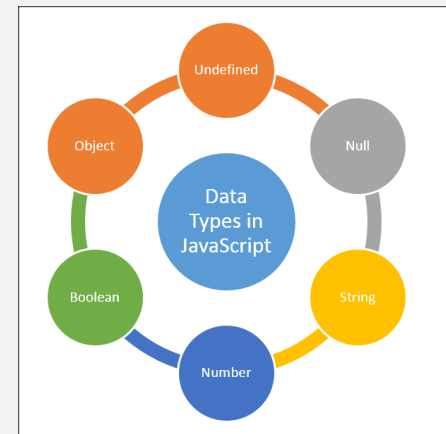 Undefined
Object
Null
Data
Types in
JavaScript
Boolean
String
Number